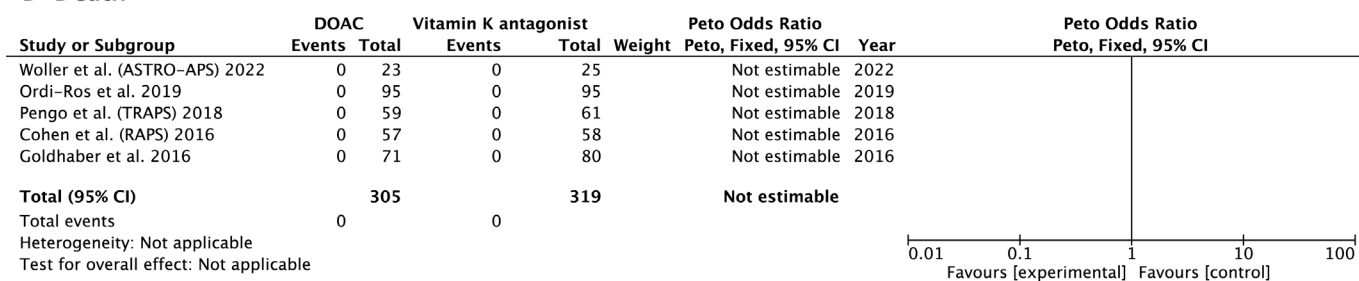 DOAC Vitamin K antagonist Peto Odds Ratio Peto Odds Ratio
Study or Subgroup Events Total Events Total Weight Peto, Fixed, 95% CI Year Peto, Fixed, 95% CI
Woller et al. (ASTRO-APS) 2022 0 23 0 25 Not estimable 2022
Ordi-Ros et al. 2019 0 95 0 95 Not estimable 2019
Pengo et al. (TRAPS) 2018 0 59 0 61 Not estimable 2018
Cohen et al. (RAPS) 2016 0 57 0 58 Not estimable 2016
Goldhaber et al. 2016 0 71 0 80 Not estimable 2016
Total (95% CI) 305 319 Not estimable
Total events 0 0
Heterogeneity: Not applicable
Test for overall effect: Not applicable
0.01 0.1 1 10 100
Favours [experimental] Favours [control]